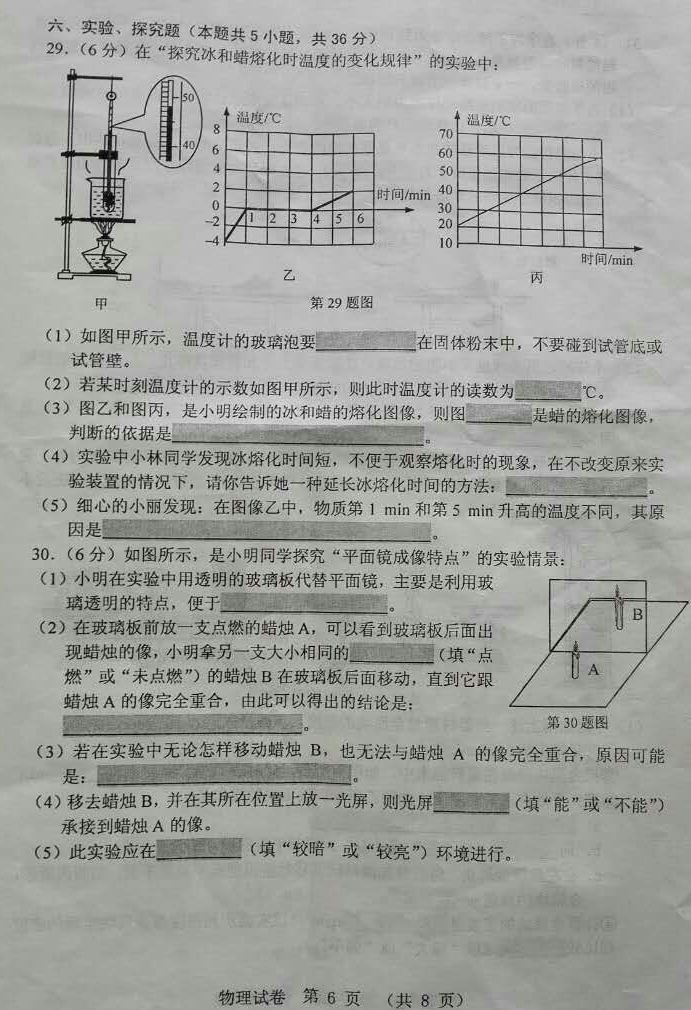 六、实验、探究题（本题共 5 小题，共 36 分）
29.（6 分）在“探究冰和蜡熔化时温度的变化规律”的实验中：
50
40
甲
温度/℃
8
6
4
2
0
-2
-4
1 2 3 4 5 6
时间/min
乙
温度/℃
70
60
50
40
30
20
10
时间/min
丙
第 29 题图
（1）如图甲所示，温度计的玻璃泡要 在固体粉末中，不要碰到试管底或
试管壁。
（2）若某时刻温度计的示数如图甲所示，则此时温度计的读数为 ℃。
（3）图乙和图丙，是小明绘制的冰和蜡的熔化图像，则图 是蜡的熔化图像，
判断的依据是 。
（4）实验中小林同学发现冰熔化时间短，不便于观察熔化时的现象，在不改变原来实
验装置的情况下，请你告诉她一种延长冰熔化时间的方法： 。
（5）细心的小丽发现：在图像乙中，物质第 1 min 和第 5 min 升高的温度不同，其原
因是 。
30.（6 分）如图所示，是小明同学探究“平面镜成像特点”的实验情景：
（1）小明在实验中用透明的玻璃板代替平面镜，主要是利用玻
璃透明的特点，便于 。
（2）在玻璃板前放一支点燃的蜡烛 A，可以看到玻璃板后面出
现蜡烛的像，小明拿另一支大小相同的 （填“点
燃”或“未点燃”）的蜡烛 B 在玻璃板后面移动，直到它跟
蜡烛 A 的像完全重合，由此可以得出的结论是：
。
B
A
第 30 题图
（3）若在实验中无论怎样移动蜡烛 B，也无法与蜡烛 A 的像完全重合，原因可能
是： 。
（4）移去蜡烛 B，并在其所在位置上放一光屏，则光屏 （填“能”或“不能”）
承接到蜡烛 A 的像。
（5）此实验应在 （填“较暗”或“较亮”）环境进行。
物理试卷 第 6 页 （共 8 页）